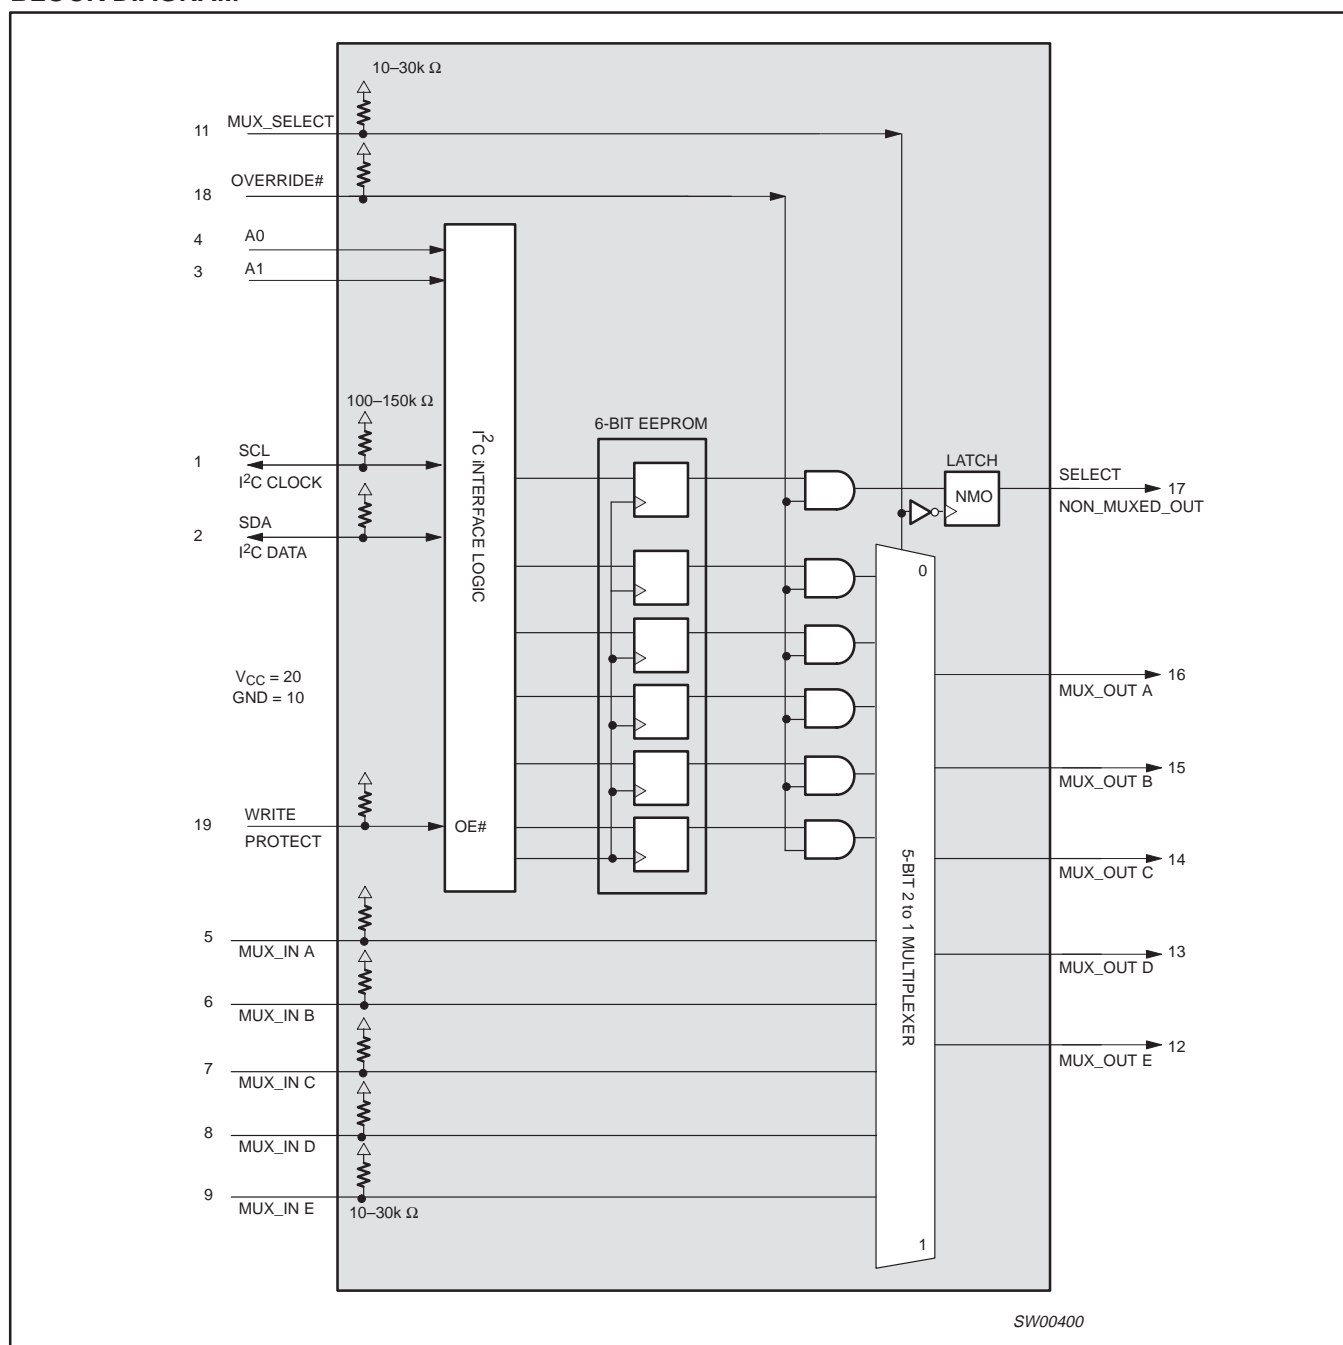 BLOCK DIAGRAM
10–30k Ω
11 MUX_SELECT
18 OVERRIDE#
4 A0
3 A1
100–150k Ω
6-BIT EEPROM
1 SCL
I²C CLOCK
2 SDA
I²C DATA
I²C iNTERFACE LOGIC
LATCH
NMO
SELECT
17
NON_MUXED_OUT
0
VCC = 20
GND = 10
16
MUX_OUT A
15
MUX_OUT B
19 WRITE
PROTECT
OE#
14
MUX_OUT C
5-BIT 2 to 1 MULTIPLEXER
5
MUX_IN A
13
MUX_OUT D
6
MUX_IN B
12
MUX_OUT E
7
MUX_IN C
8
MUX_IN D
9
MUX_IN E
10–30k Ω
1
SW00400